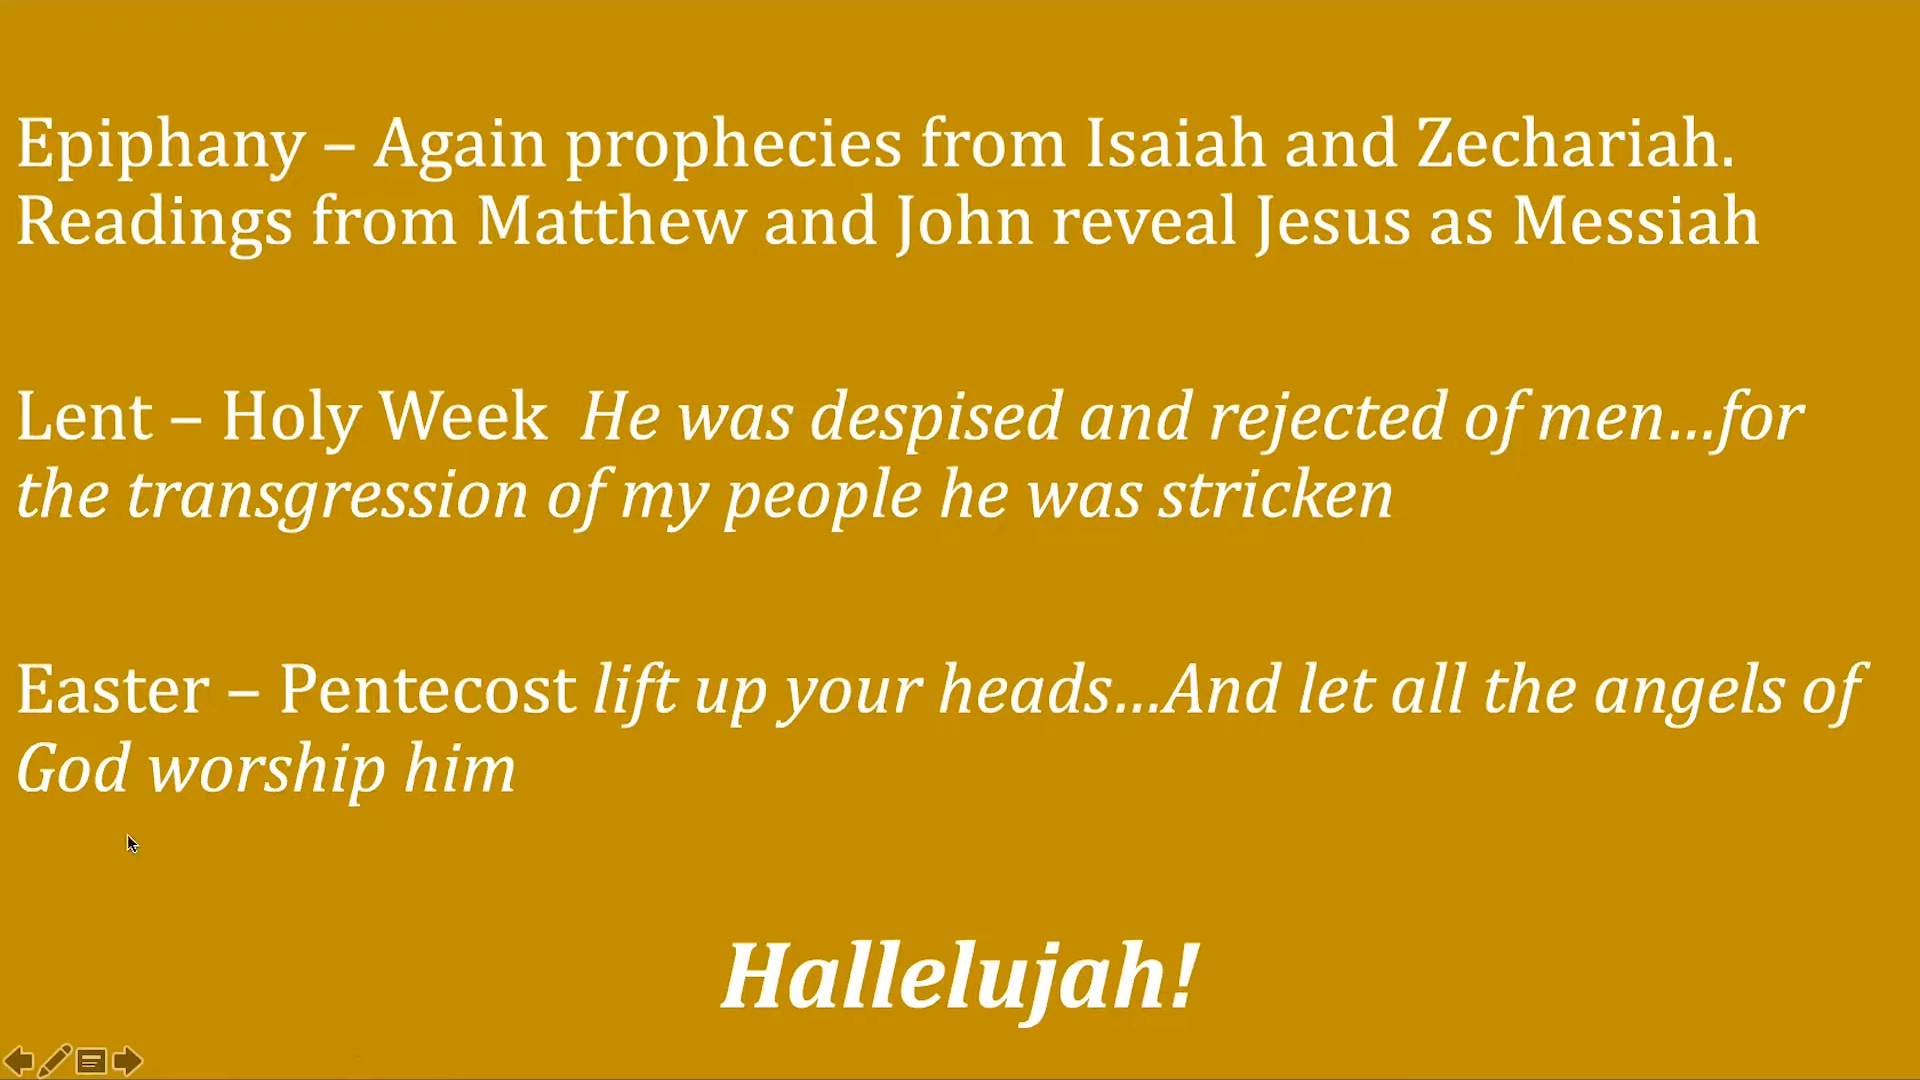 Epiphany – Again prophecies from Isaiah and Zechariah.
Readings from Matthew and John reveal Jesus as Messiah
Lent – Holy Week  He was despised and rejected of men…for
the transgression of my people he was stricken
Easter – Pentecost lift up your heads…And let all the angels of
God worship him
Hallelujah!